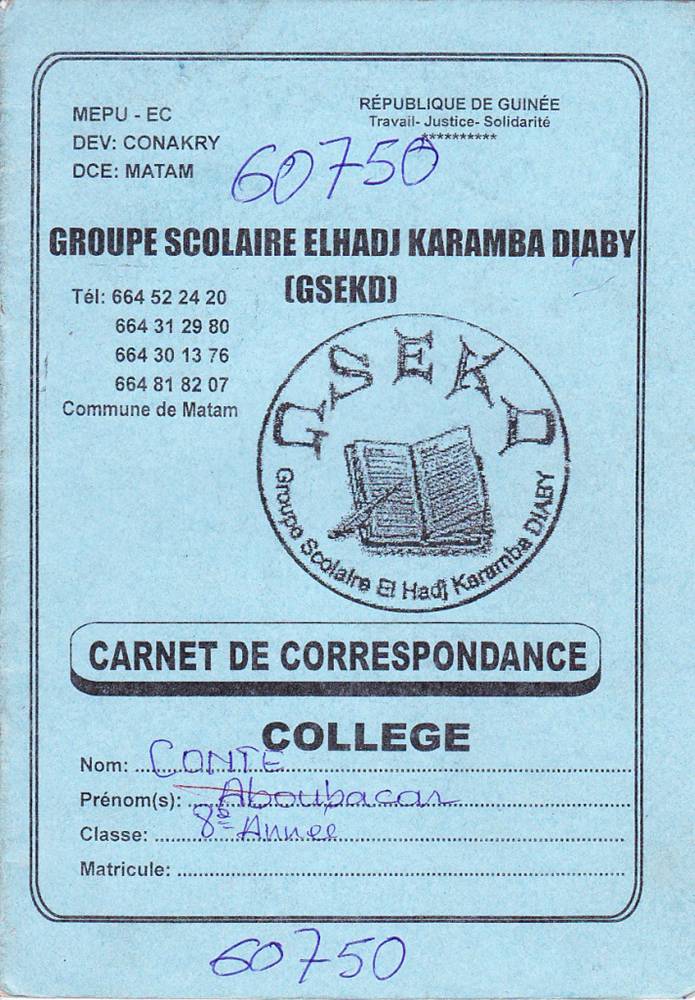 MEPU - EC
DEV: CONAKRY
DCE: MATAM
RÉPUBLIQUE DE GUINÉE
Travail- Justice- Solidarité
**********
60750
GROUPE SCOLAIRE ELHADJ KARAMBA DIABY
(GSEKD)
Tél: 664 52 24 20
664 31 29 80
664 30 13 76
664 81 82 07
Commune de Matam
GSEKD
Groupe Scolaire El Hadj Karamba DIABY
CARNET DE CORRESPONDANCE
COLLEGE
Nom: CONTE
Prénom(s): Aboubacar
Classe: 8e Année
Matricule:
60750